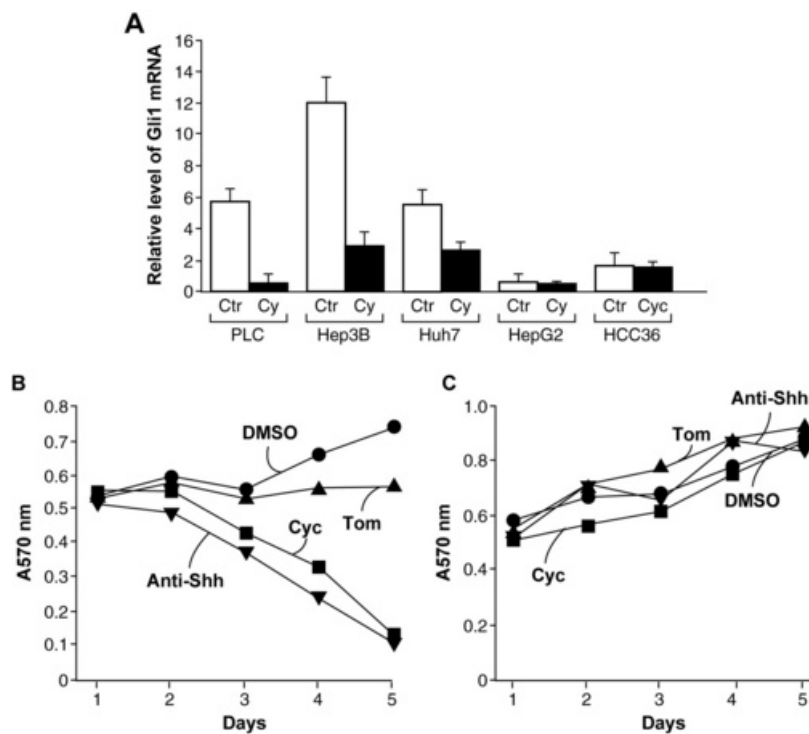 A
Relative level of Gli1 mRNA
16
14
12
10
8
6
4
2
0
Ctr Cy Ctr Cy Ctr Cy Ctr Cy Ctr Cyc
PLC Hep3B Huh7 HepG2 HCC36
B
A570 nm
0.8
0.7
0.6
0.5
0.4
0.3
0.2
0.1
0
DMSO
Tom
Cyc
Anti-Shh
1 2 3 4 5
Days
C
A570 nm
1.0
0.8
0.6
0.4
0.2
0
Anti-Shh
Tom
DMSO
Cyc
1 2 3 4 5
Days